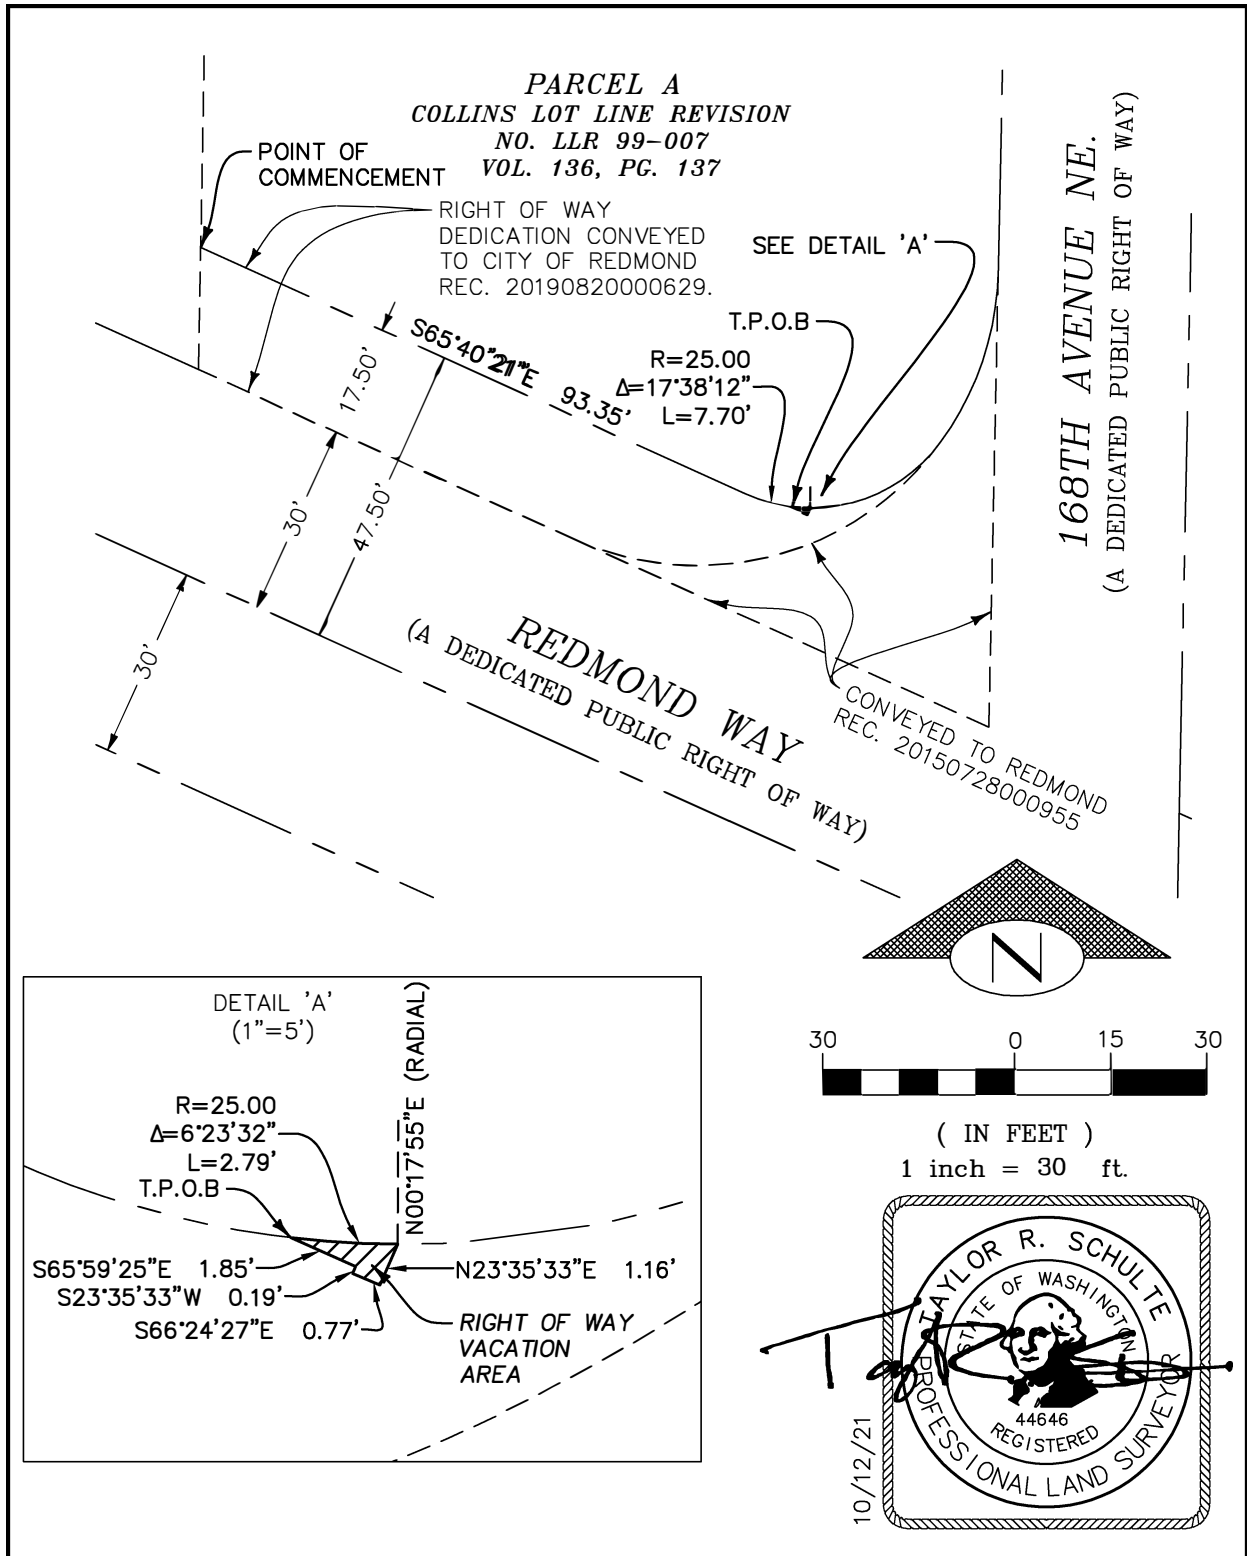 PARCEL A
COLLINS LOT LINE REVISION
NO. LLR 99-007
VOL. 136, PG. 137
POINT OF
COMMENCEMENT
RIGHT OF WAY
DEDICATION CONVEYED
TO CITY OF REDMOND
REC. 20190820000629.
SEE DETAIL 'A'
T.P.O.B
R=25.00
Δ=17°38'12"
L=7.70'
93.35'
17.50'
30'
47.50'
30'
168TH AVENUE NE.
(A DEDICATED PUBLIC RIGHT OF WAY)
REDMOND WAY
(A DEDICATED PUBLIC RIGHT OF WAY)
CONVEYED TO REDMOND
REC. 20150728000955
N
DETAIL 'A'
(1"=5')
N00°17'55"E (RADIAL)
R=25.00
Δ=6°23'32"
L=2.79'
T.P.O.B
S65°59'25"E 1.85'
S23°35'33"W 0.19'
S66°24'27"E 0.77'
N23°35'33"E 1.16'
RIGHT OF WAY
VACATION
AREA
30 0 15 30
( IN FEET )
1 inch = 30 ft.
TAYLOR R. SCHULTE
STATE OF WASHINGTON
44646
REGISTERED
PROFESSIONAL LAND SURVEYOR
10/12/21